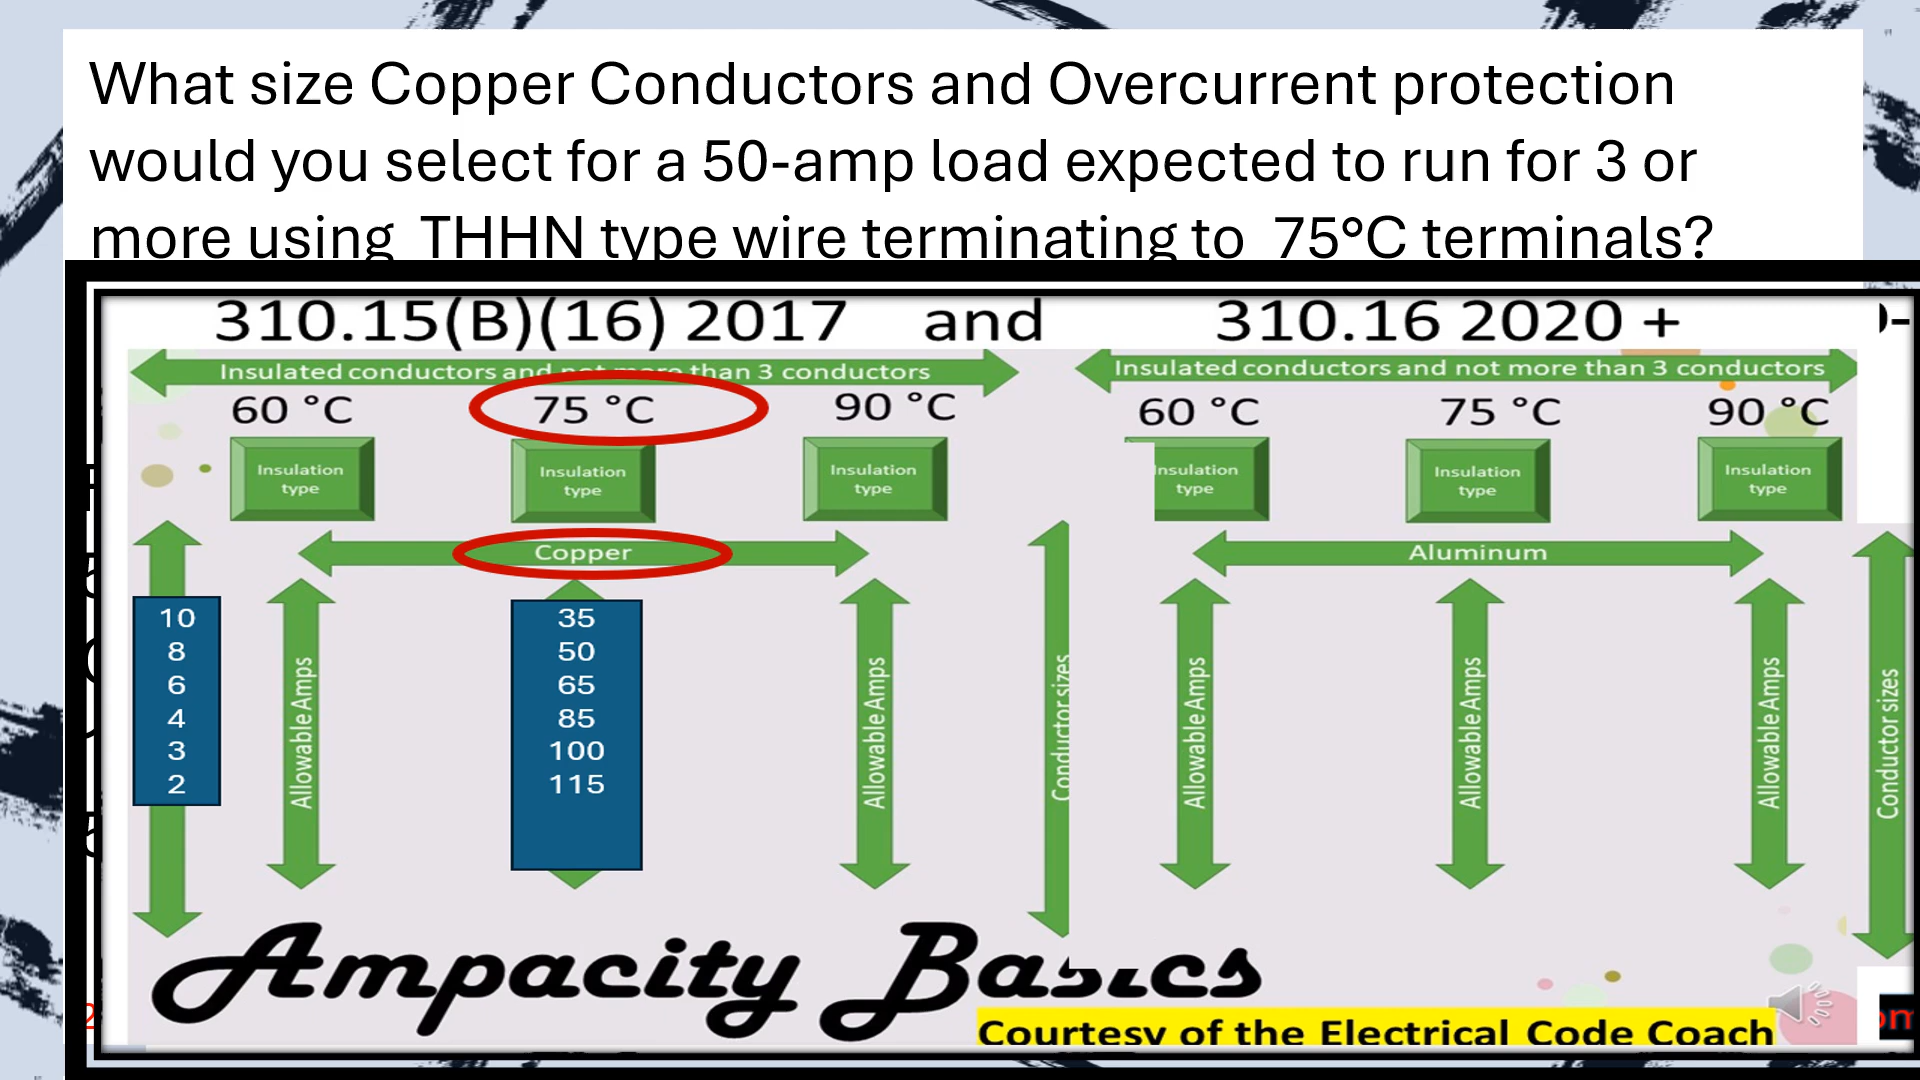 What size Copper Conductors and Overcurrent protection
would you select for a 50-amp load expected to run for 3 or
more using THHN type wire terminating to 75°C terminals?
310.15(B)(16) 2017 and 310.16 2020 +
Insulated conductors and not more than 3 conductors
Insulated conductors and not more than 3 conductors
60 °C 75 °C 90 °C 60 °C 75 °C 90 °C
Insulation type
Insulation type
Insulation type
nsulation type
Insulation type
Insulation type
Copper
Aluminum
10 35
8 50
6 65
4 85
3 100
2 115
Allowable Amps
Allowable Amps
Conductor sizes
Allowable Amps
Allowable Amps
Allowable Amps
Conductor sizes
Ampacity Basics
Courtesy of the Electrical Code Coach